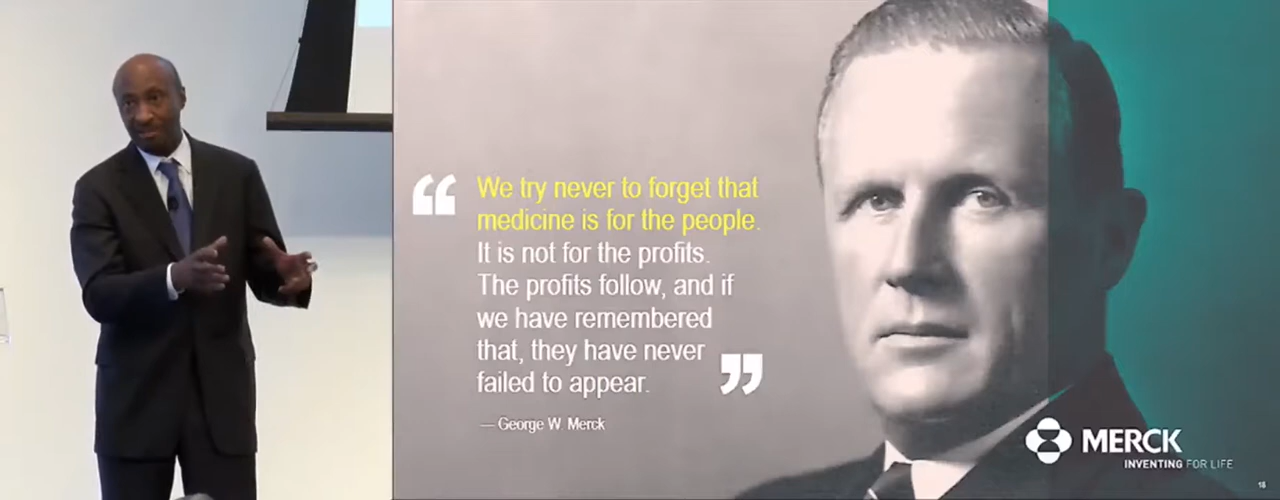 We try never to forget that
medicine is for the people.
It is not for the profits.
The profits follow, and if
we have remembered
that, they have never
failed to appear.
— George W. Merck
MERCK
INVENTING FOR LIFE
18